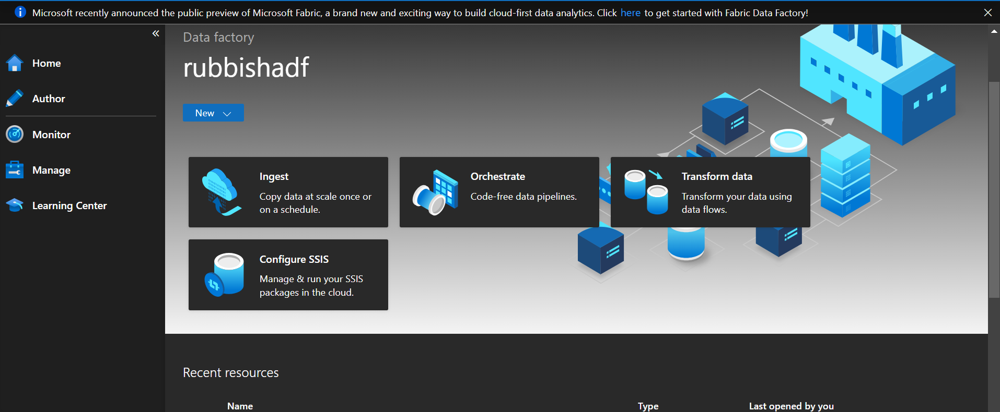 Microsoft recently announced the public preview of Microsoft Fabric, a brand new and exciting way to build cloud-first data analytics. Click here to get started with Fabric Data Factory!
Home
Author
Monitor
Manage
Learning Center
Data factory
rubbishadf
New
Ingest
Copy data at scale once or
on a schedule.
Orchestrate
Code-free data pipelines.
Transform data
Transform your data using
data flows.
Configure SSIS
Manage & run your SSIS
packages in the cloud.
Recent resources
Name Type Last opened by you